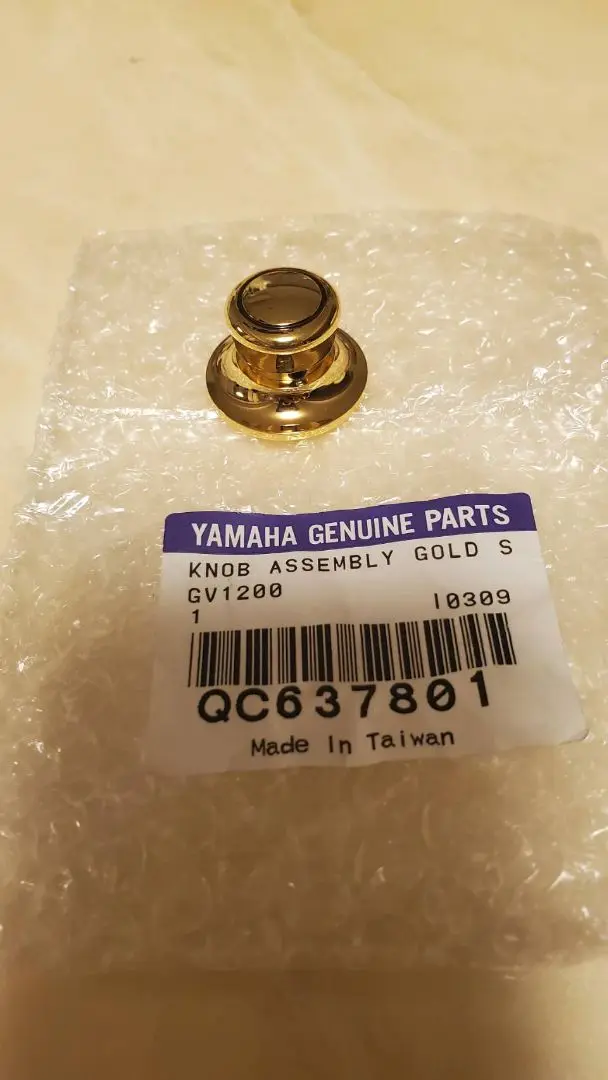 YAMAHA GENUINE PARTS
KNOB ASSEMBLY GOLD S
GV1200
1 I0309
QC637801
Made In Taiwan